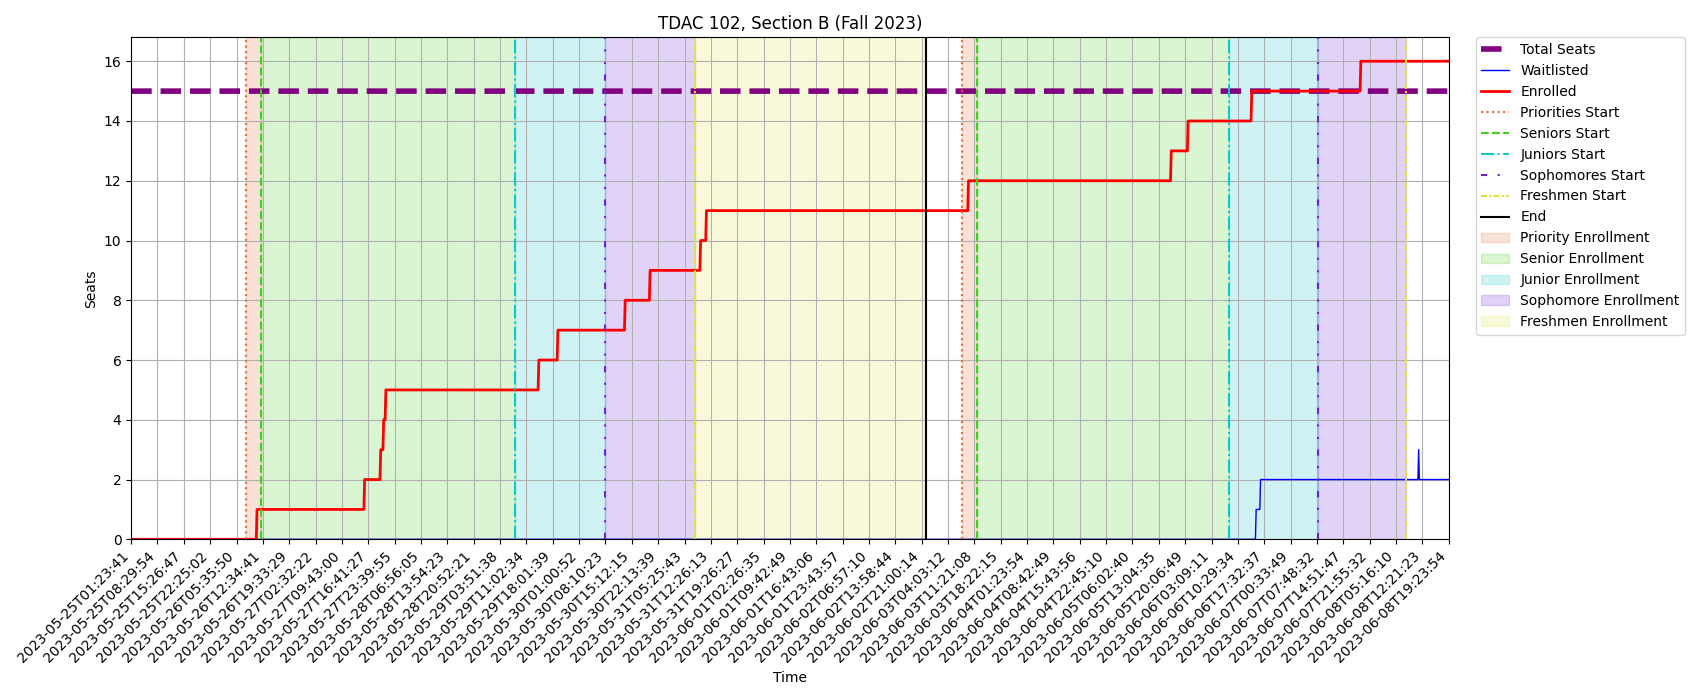 TDAC 102, Section B (Fall 2023)
Seats
16
14
12
10
8
6
4
2
0
2023-05-25T01:23:41
2023-05-25T08:29:54
2023-05-25T15:26:47
2023-05-25T22:25:02
2023-05-26T05:35:50
2023-05-26T12:34:41
2023-05-26T19:33:29
2023-05-27T02:32:22
2023-05-27T09:43:00
2023-05-27T16:41:27
2023-05-27T23:39:55
2023-05-28T06:56:05
2023-05-28T13:54:23
2023-05-28T20:52:21
2023-05-29T03:51:38
2023-05-29T11:02:34
2023-05-29T18:01:39
2023-05-30T01:00:52
2023-05-30T08:10:23
2023-05-30T15:12:15
2023-05-30T22:13:39
2023-05-31T05:25:43
2023-05-31T12:26:13
2023-05-31T19:26:27
2023-06-01T02:26:35
2023-06-01T09:42:49
2023-06-01T16:43:06
2023-06-01T23:43:57
2023-06-02T06:57:10
2023-06-02T13:58:44
2023-06-02T21:00:14
2023-06-03T04:03:12
2023-06-03T11:21:08
2023-06-03T18:22:15
2023-06-04T01:23:54
2023-06-04T08:42:49
2023-06-04T15:43:56
2023-06-04T22:45:10
2023-06-05T06:02:40
2023-06-05T13:04:35
2023-06-05T20:06:49
2023-06-06T03:09:11
2023-06-06T10:29:34
2023-06-06T17:32:37
2023-06-07T00:33:49
2023-06-07T07:48:32
2023-06-07T14:51:47
2023-06-07T21:55:32
2023-06-08T05:16:10
2023-06-08T12:21:23
2023-06-08T19:23:54
Time
Total Seats
Waitlisted
Enrolled
Priorities Start
Seniors Start
Juniors Start
Sophomores Start
Freshmen Start
End
Priority Enrollment
Senior Enrollment
Junior Enrollment
Sophomore Enrollment
Freshmen Enrollment